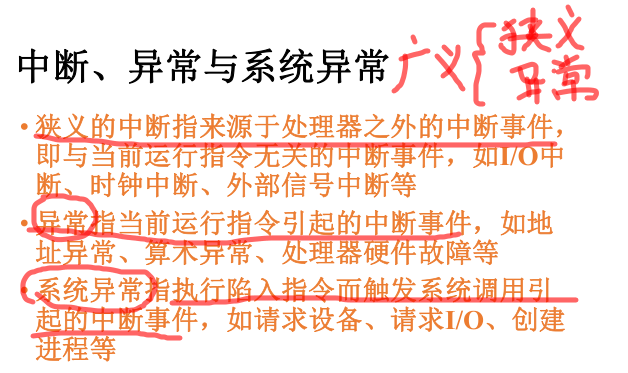 中断、异常与系统异常
广义{狭义
异常
•狭义的中断指来源于处理器之外的中断事件，
即与当前运行指令无关的中断事件，如I/O中
断、时钟中断、外部信号中断等
•异常指当前运行指令引起的中断事件，如地
址异常、算术异常、处理器硬件故障等
•系统异常指执行陷入指令而触发系统调用引
起的中断事件，如请求设备、请求I/O、创建
进程等